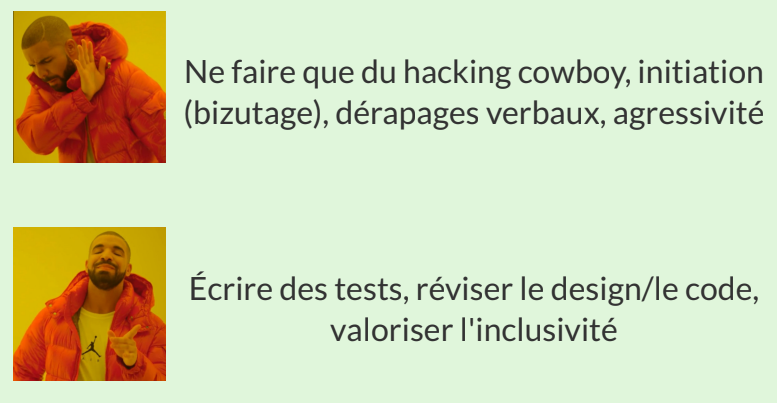 Ne faire que du hacking cowboy, initiation
(bizutage), dérapages verbaux, agressivité
Écrire des tests, réviser le design/le code,
valoriser l'inclusivité